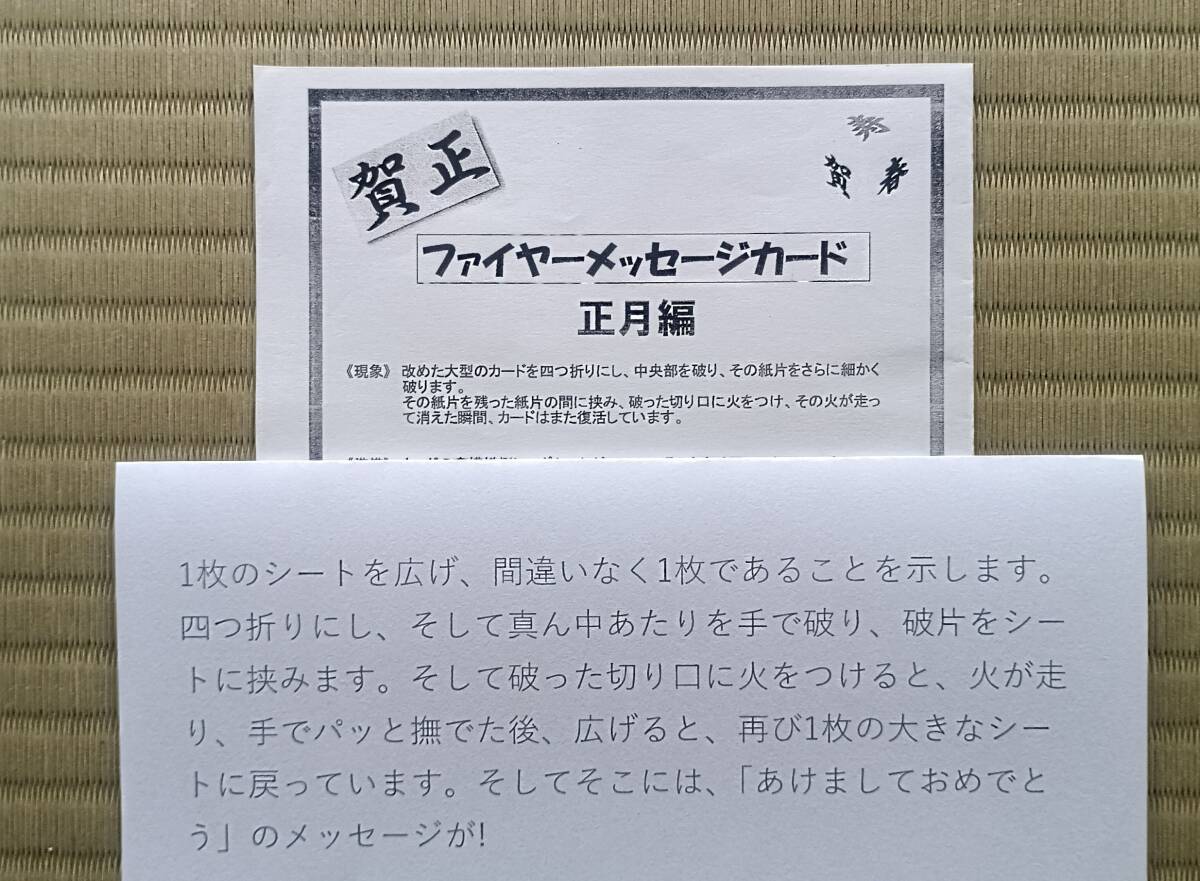 賀正
寿
賀春
ファイヤーメッセージカード
正月編
《現象》 改めた大型のカードを四つ折りにし、中央部を破り、その紙片をさらに細かく
破ります。
その紙片を残った紙片の間に挟み、破った切り口に火をつけ、その火が走っ
て消えた瞬間、カードはまた復活しています。
1枚のシートを広げ、間違いなく1枚であることを示します。
四つ折りにし、そして真ん中あたりを手で破り、破片をシー
トに挟みます。そして破った切り口に火をつけると、火が走
り、手でパッと撫でた後、広げると、再び1枚の大きなシー
トに戻っています。そしてそこには、「あけましておめでと
う」のメッセージが!